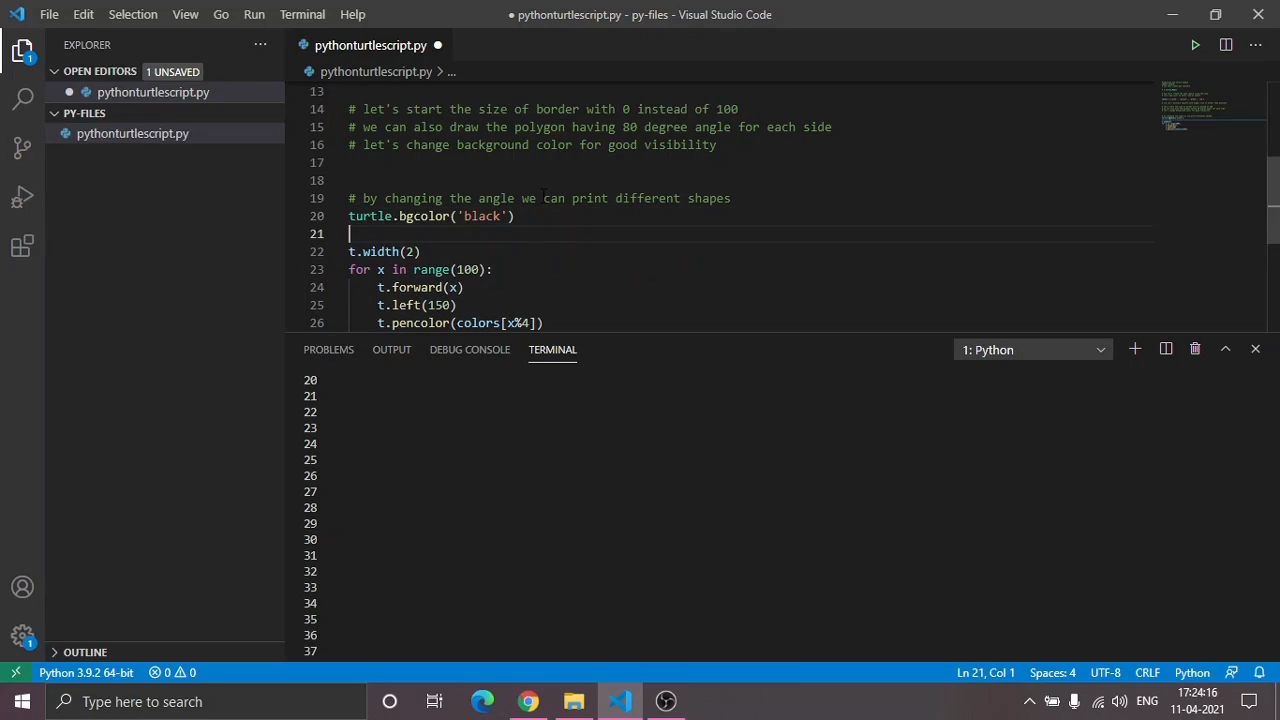 File Edit Selection View Go Run Terminal Help
● pythonturtlescript.py - py-files - Visual Studio Code
EXPLORER
OPEN EDITORS 1 UNSAVED
pythonturtlescript.py
PY-FILES
pythonturtlescript.py
OUTLINE
pythonturtlescript.py
pythonturtlescript.py > ...
13
14 # let's start the size of border with 0 instead of 100
15 # we can also draw the polygon having 80 degree angle for each side
16 # let's change background color for good visibility
17
18
19 # by changing the angle we can print different shapes
20 turtle.bgcolor('black')
21
22 t.width(2)
23 for x in range(100):
24 t.forward(x)
25 t.left(150)
26 t.pencolor(colors[x%4])
PROBLEMS OUTPUT DEBUG CONSOLE TERMINAL 1: Python
20
21
22
23
24
25
26
27
28
29
30
31
32
33
34
35
36
37
1
1
Python 3.9.2 64-bit 0 0 Ln 21, Col 1 Spaces: 4 UTF-8 CRLF Python
Type here to search
ENG
17:24:16
11-04-2021